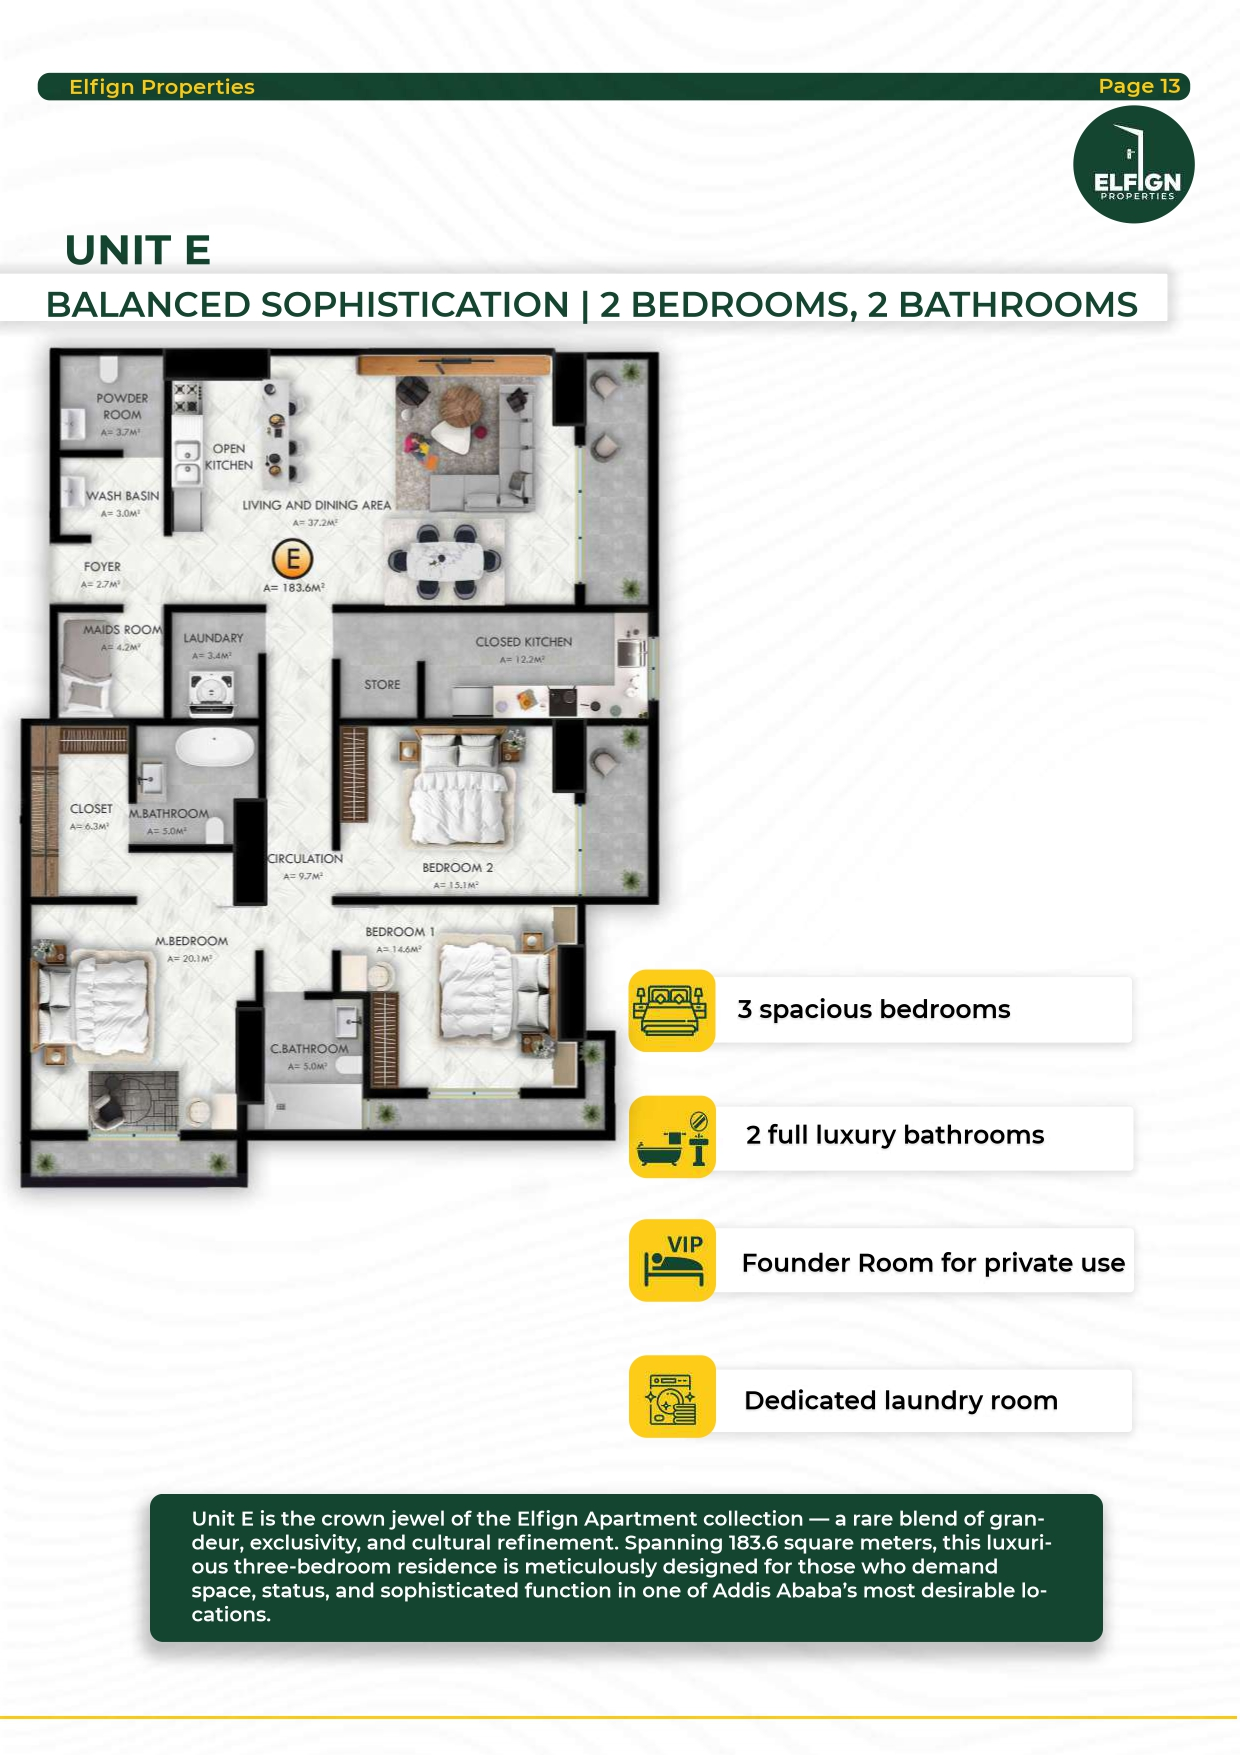 Elfign Properties
Page 13
ELFIGN
PROPERTIES
UNIT E
BALANCED SOPHISTICATION | 2 BEDROOMS, 2 BATHROOMS
POWDER
ROOM
A= 3.7M²
OPEN
KITCHEN
WASH BASIN
A= 3.0M²
LIVING AND DINING AREA
A= 37.2M²
E
A= 183.6M²
FOYER
A= 2.7M²
MAIDS ROOM
A= 4.2M²
LAUNDARY
A= 3.4M²
CLOSED KITCHEN
A= 12.2M²
STORE
CLOSET
A= 6.3M²
M.BATHROOM
A= 5.0M²
CIRCULATION
A= 9.7M²
BEDROOM 2
A= 15.1M²
M.BEDROOM
A= 20.1M²
BEDROOM 1
A= 14.6M²
C.BATHROOM
A= 5.0M²
3 spacious bedrooms
2 full luxury bathrooms
VIP
Founder Room for private use
Dedicated laundry room
Unit E is the crown jewel of the Elfign Apartment collection — a rare blend of gran-
deur, exclusivity, and cultural refinement. Spanning 183.6 square meters, this luxuri-
ous three-bedroom residence is meticulously designed for those who demand
space, status, and sophisticated function in one of Addis Ababa’s most desirable lo-
cations.